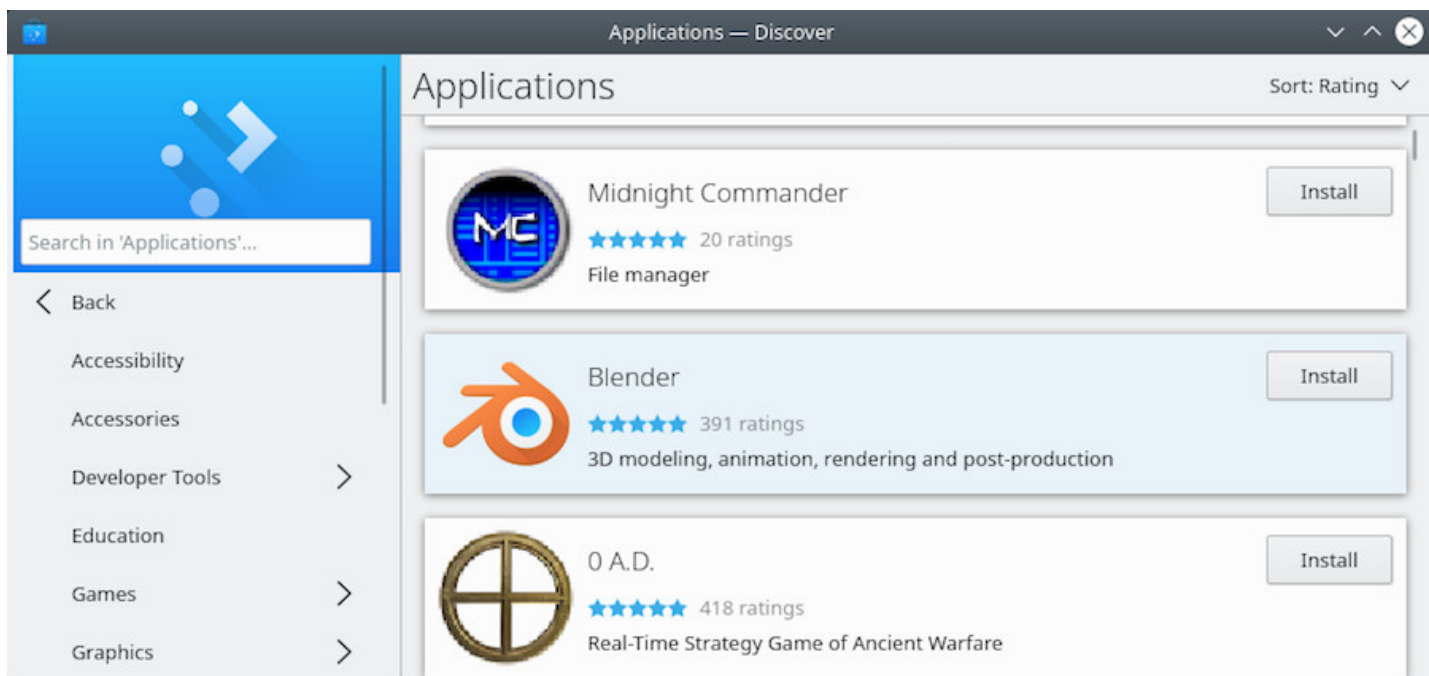 Applications — Discover
Search in 'Applications'...
Back
Accessibility
Accessories
Developer Tools
Education
Games
Graphics
Applications
Sort: Rating
MC
Midnight Commander
20 ratings
File manager
Install
Blender
391 ratings
3D modeling, animation, rendering and post-production
Install
0 A.D.
418 ratings
Real-Time Strategy Game of Ancient Warfare
Install